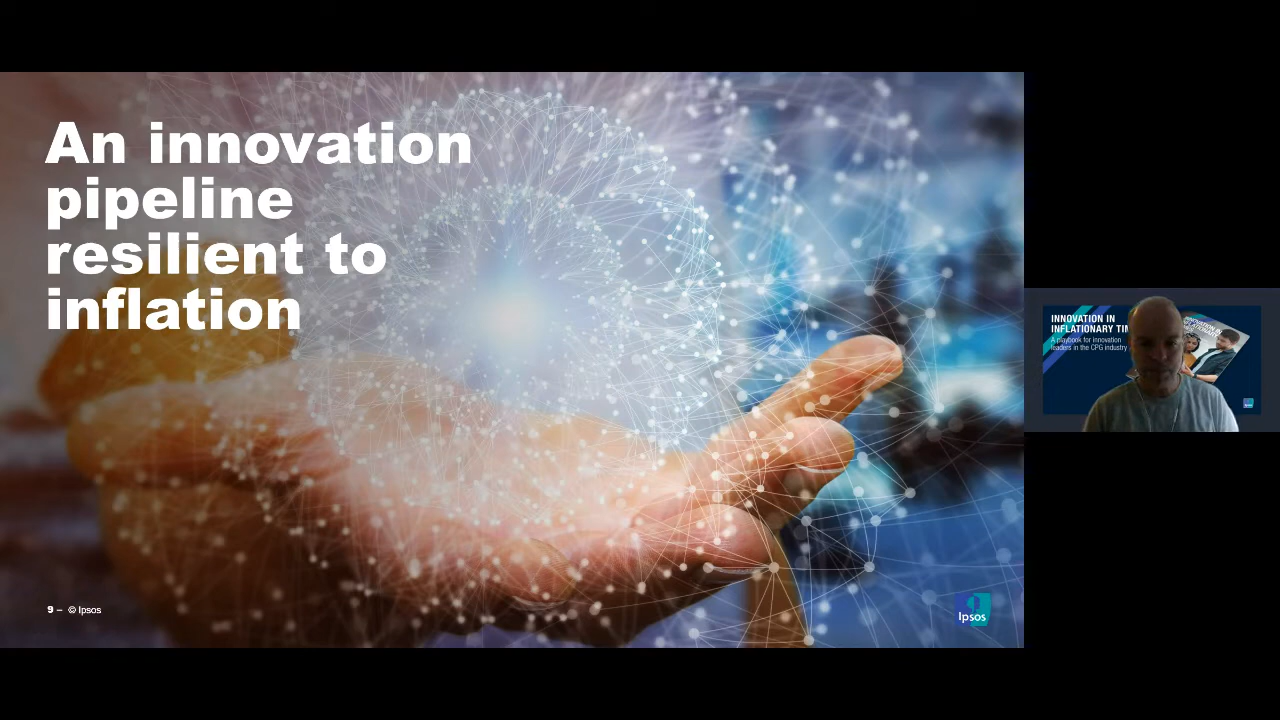 An innovation
pipeline
resilient to
inflation
9 – © Ipsos
Ipsos
INNOVATION IN
INFLATIONARY
A playbook for innovation
leaders in the CPG industry